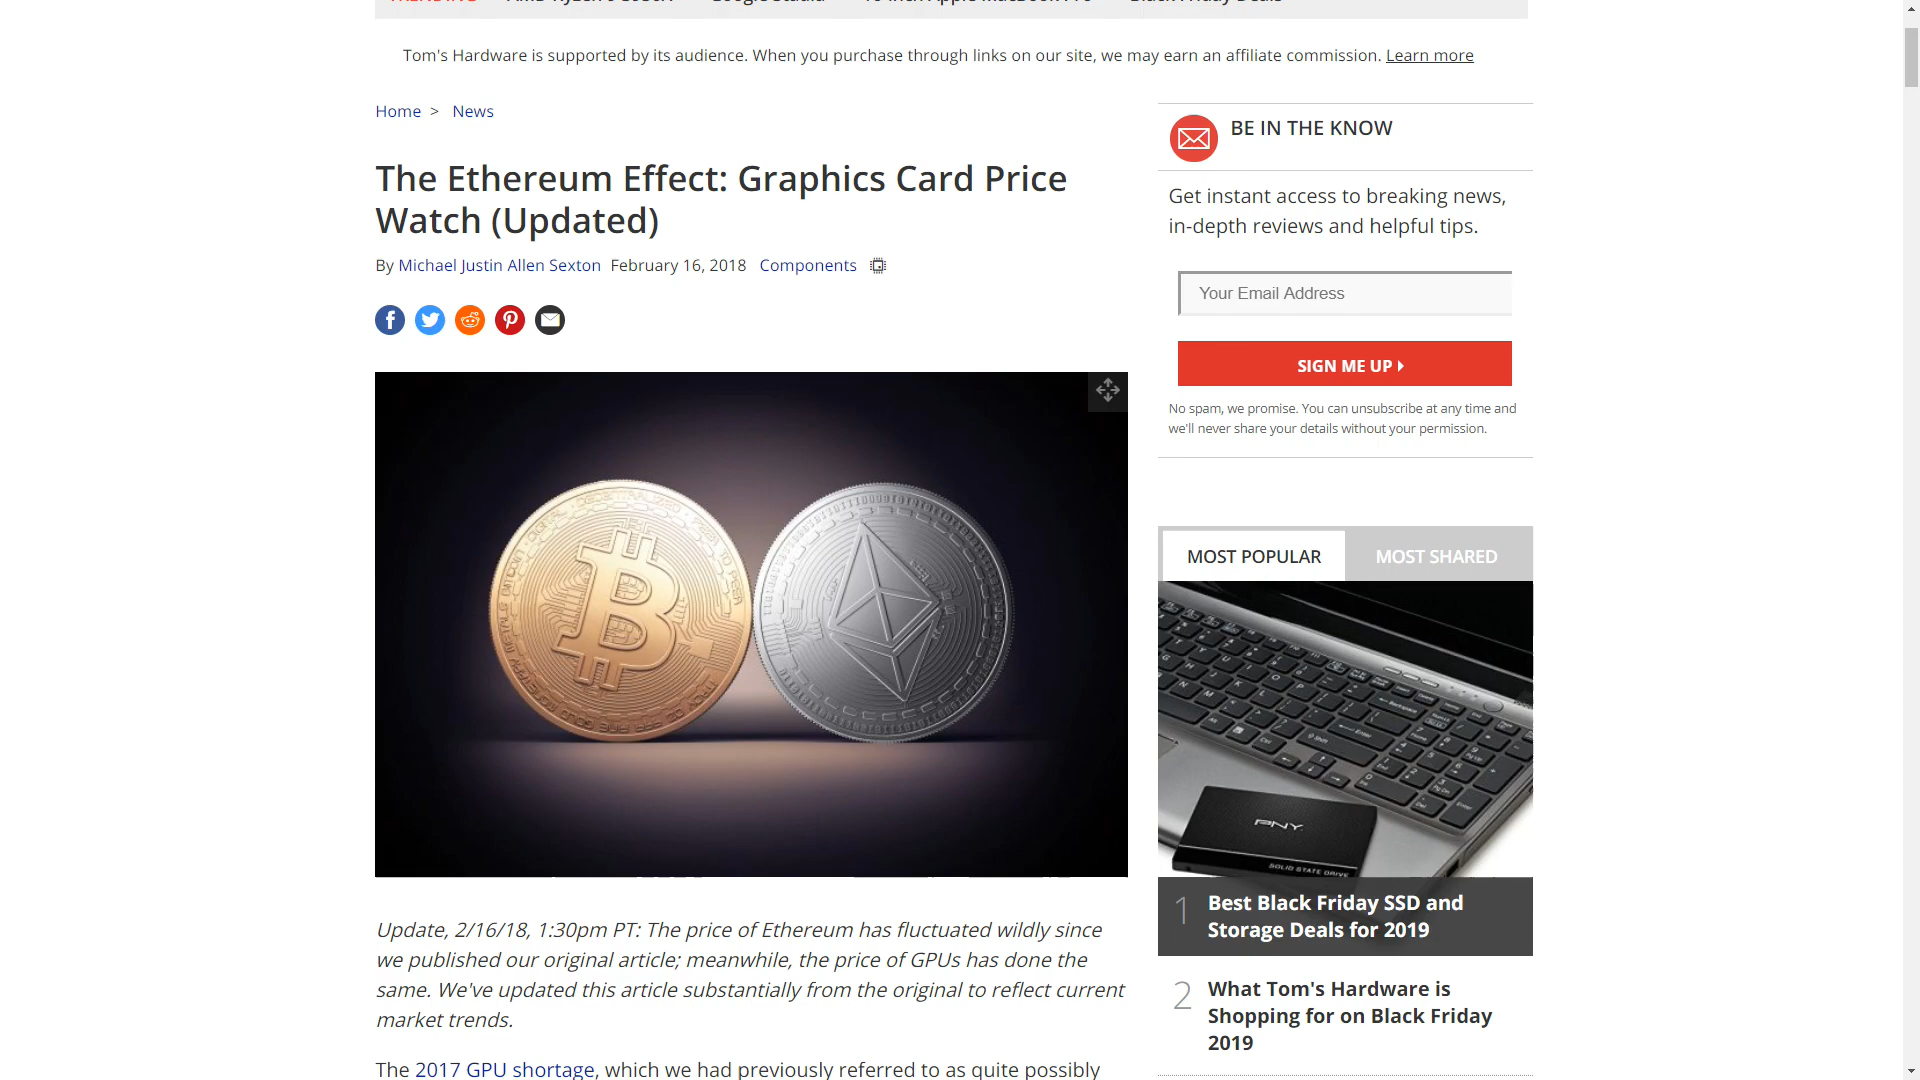 Tom's Hardware is supported by its audience. When you purchase through links on our site, we may earn an affiliate commission. Learn more
Home > News
The Ethereum Effect: Graphics Card Price
Watch (Updated)
By Michael Justin Allen Sexton February 16, 2018 Components
Update, 2/16/18, 1:30pm PT: The price of Ethereum has fluctuated wildly since
we published our original article; meanwhile, the price of GPUs has done the
same. We've updated this article substantially from the original to reflect current
market trends.
The 2017 GPU shortage, which we had previously referred to as quite possibly
BE IN THE KNOW
Get instant access to breaking news,
in-depth reviews and helpful tips.
Your Email Address
SIGN ME UP
No spam, we promise. You can unsubscribe at any time and
we'll never share your details without your permission.
MOST POPULAR MOST SHARED
PNY
SOLID STATE DRIVE
1 Best Black Friday SSD and
Storage Deals for 2019
2 What Tom's Hardware is
Shopping for on Black Friday
2019